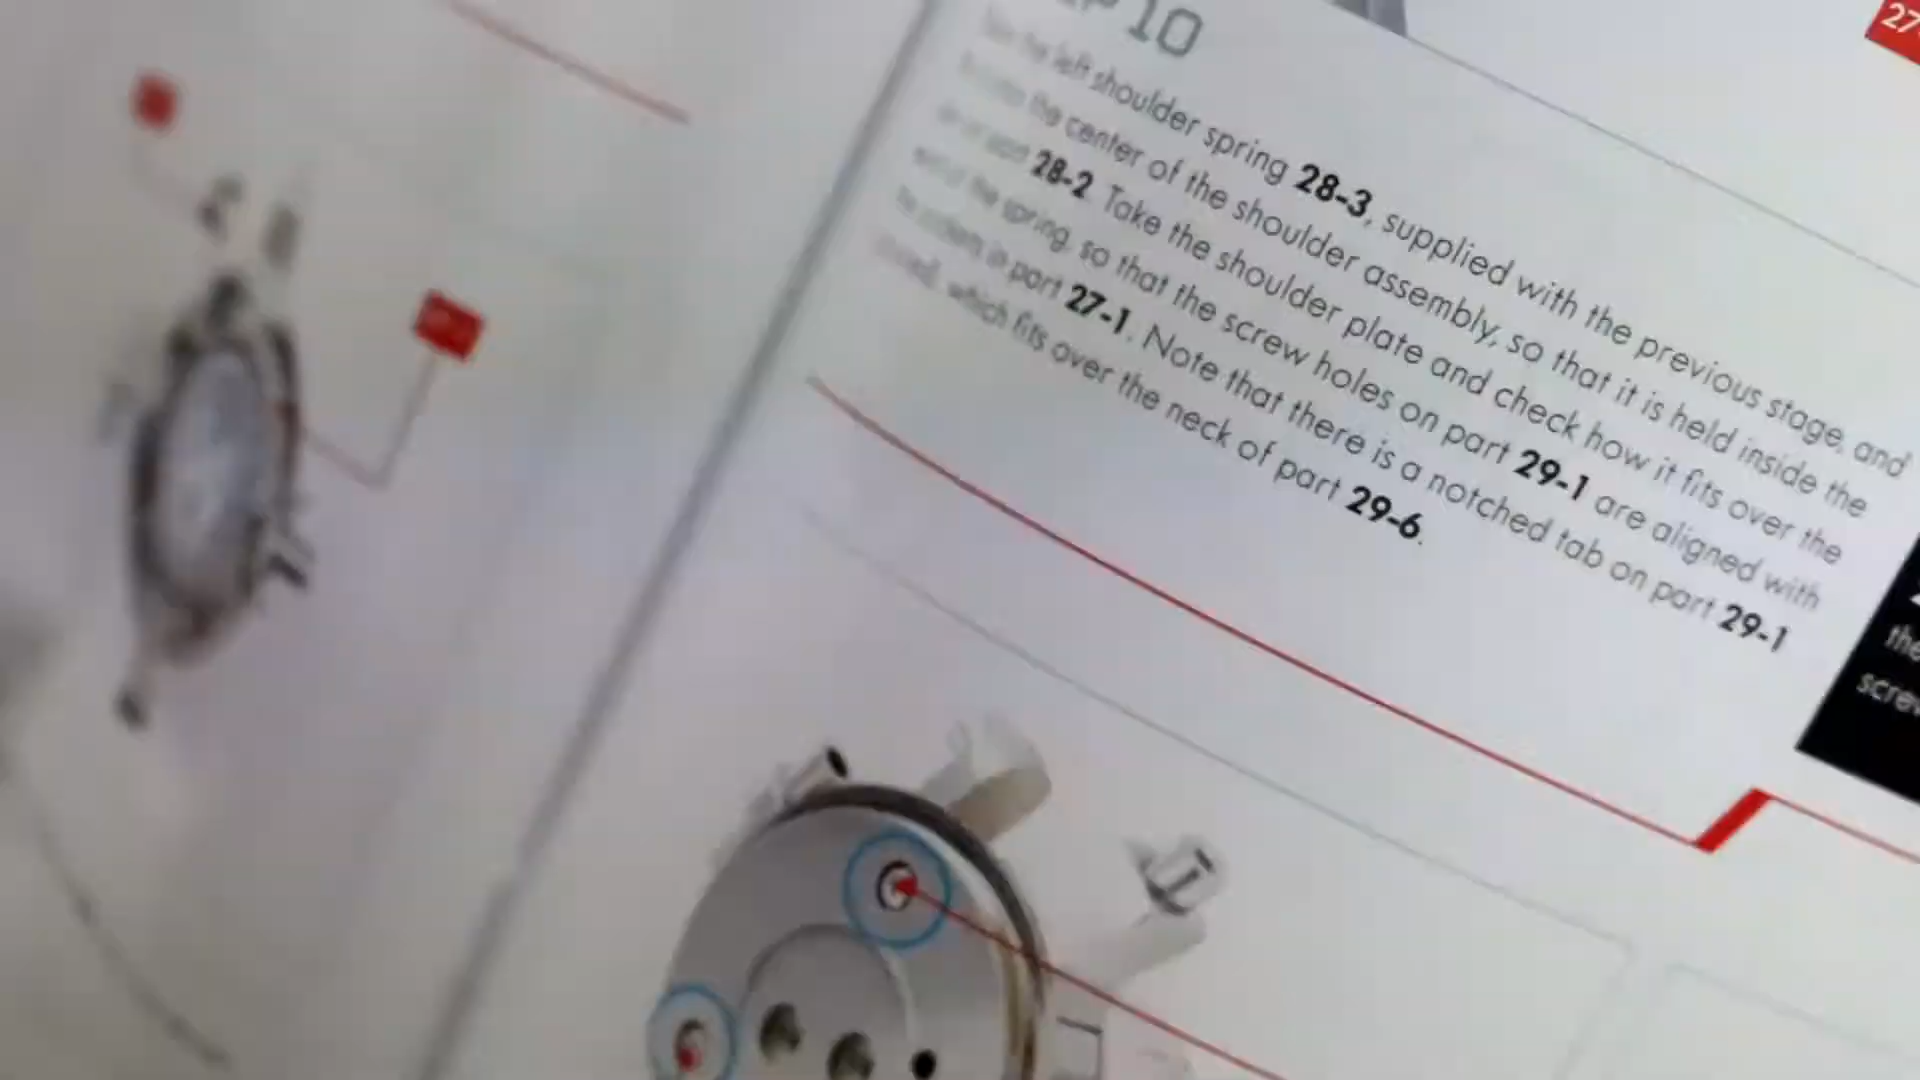 10
the left shoulder spring 28-3, supplied with the previous stage, and
the center of the shoulder assembly, so that it is held inside the
28-2. Take the shoulder plate and check how it fits over the
the spring, so that the screw holes on part 29-1 are aligned with
in part 27-1. Note that there is a notched tab on part 29-1
which fits over the neck of part 29-6.
27
the